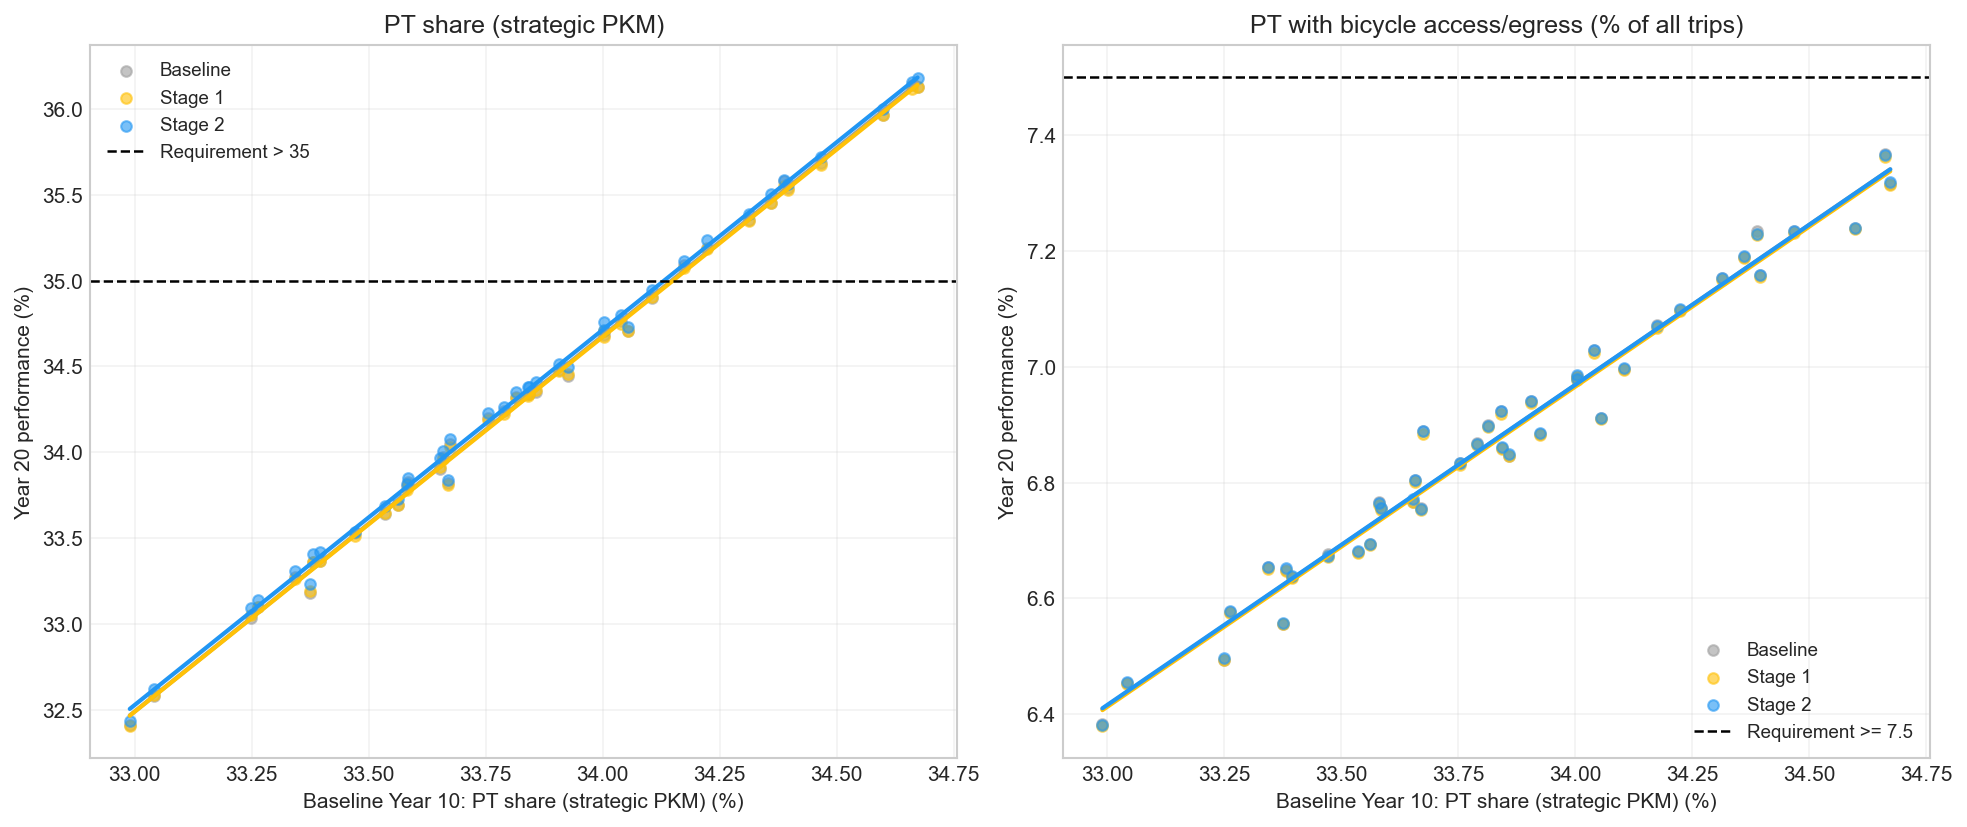 PT share (strategic PKM)
Baseline
Stage 1
Stage 2
Requirement > 35
36.0
35.5
35.0
34.5
34.0
33.5
33.0
32.5
Year 20 performance (%)
33.00 33.25 33.50 33.75 34.00 34.25 34.50 34.75
Baseline Year 10: PT share (strategic PKM) (%)
PT with bicycle access/egress (% of all trips)
7.4
7.2
7.0
6.8
6.6
6.4
Year 20 performance (%)
Baseline
Stage 1
Stage 2
Requirement >= 7.5
33.00 33.25 33.50 33.75 34.00 34.25 34.50 34.75
Baseline Year 10: PT share (strategic PKM) (%)